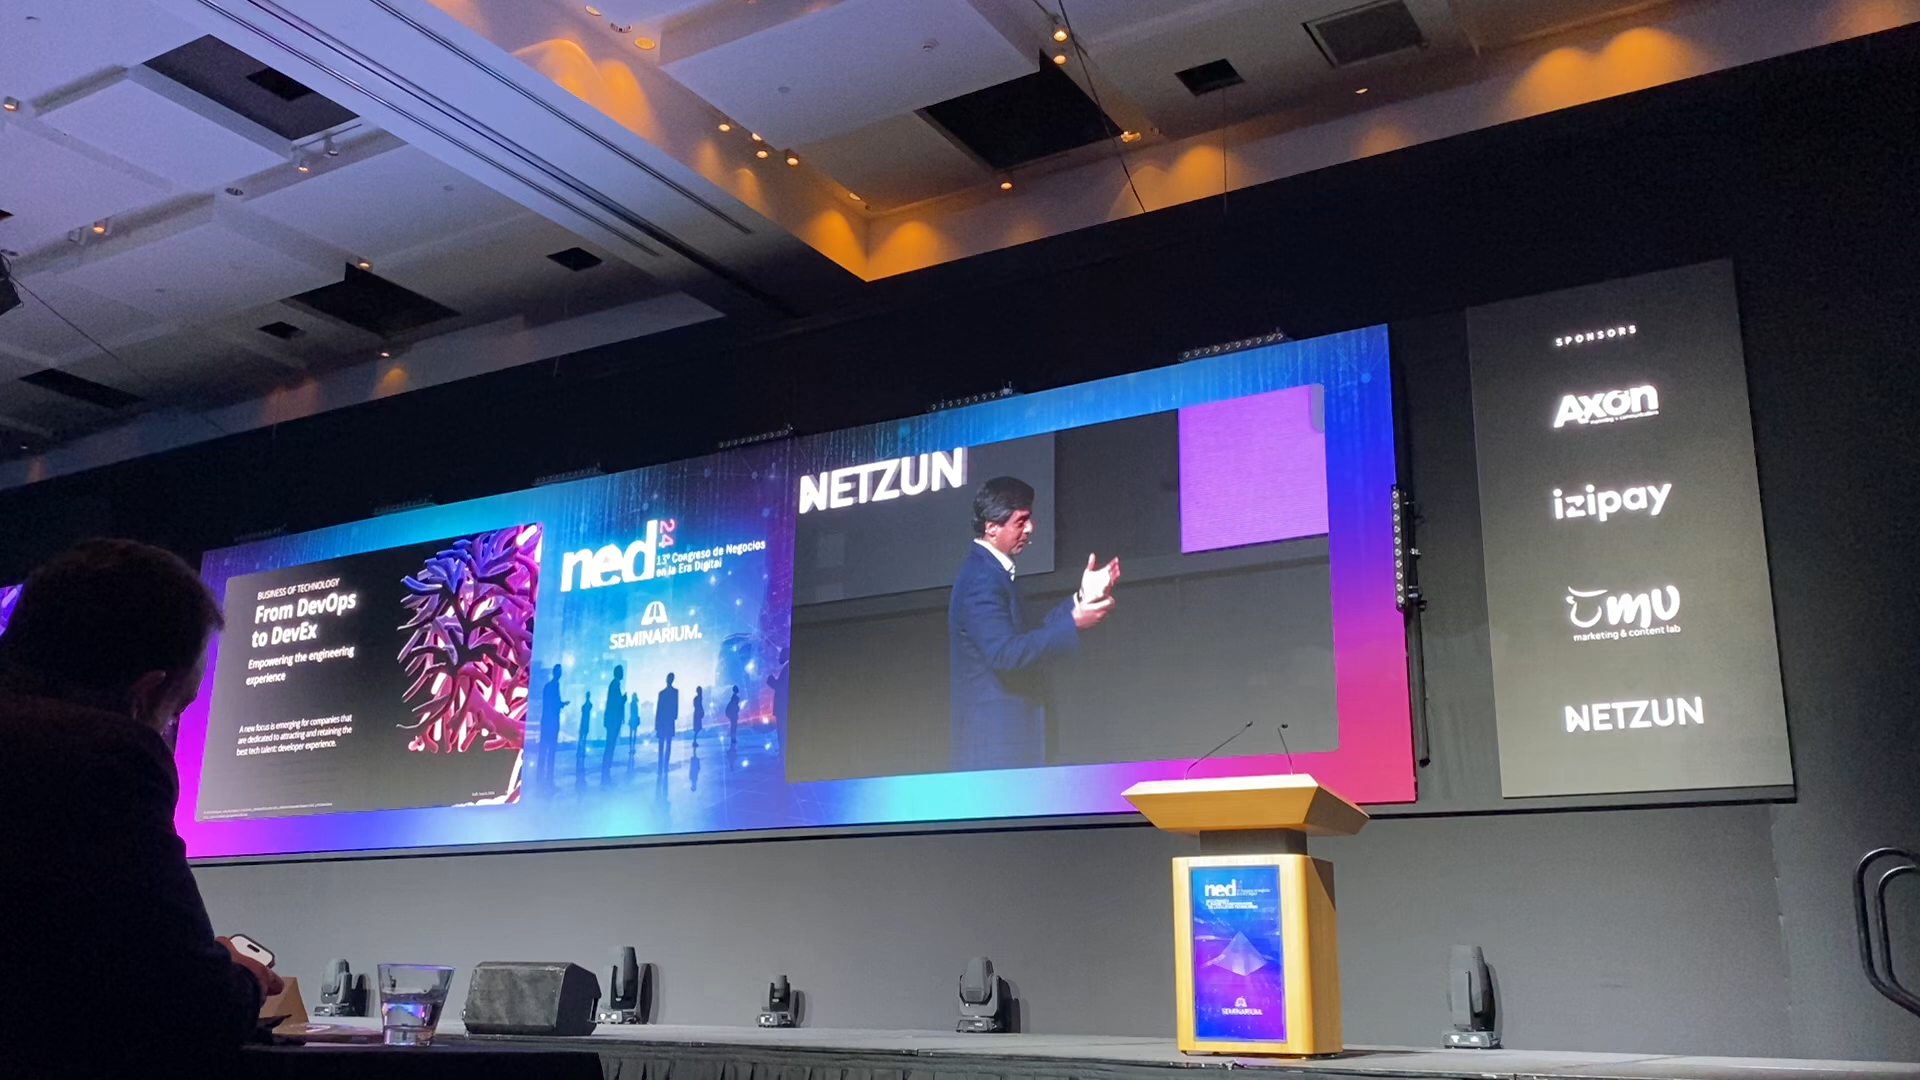 BUSINESS OF TECHNOLOGY
From DevOps
to DevEx
Empowering the engineering
experience
A new focus is emerging for companies that
are dedicated to attracting and retaining the
best tech talent: developer experience.
ned
24
13º Congreso de Negocios
en la Era Digital
SEMINARIUM
NETZUN
SPONSORS
Axon
izipay
mu
marketing & content lab
NETZUN
ned
SEMINARIUM